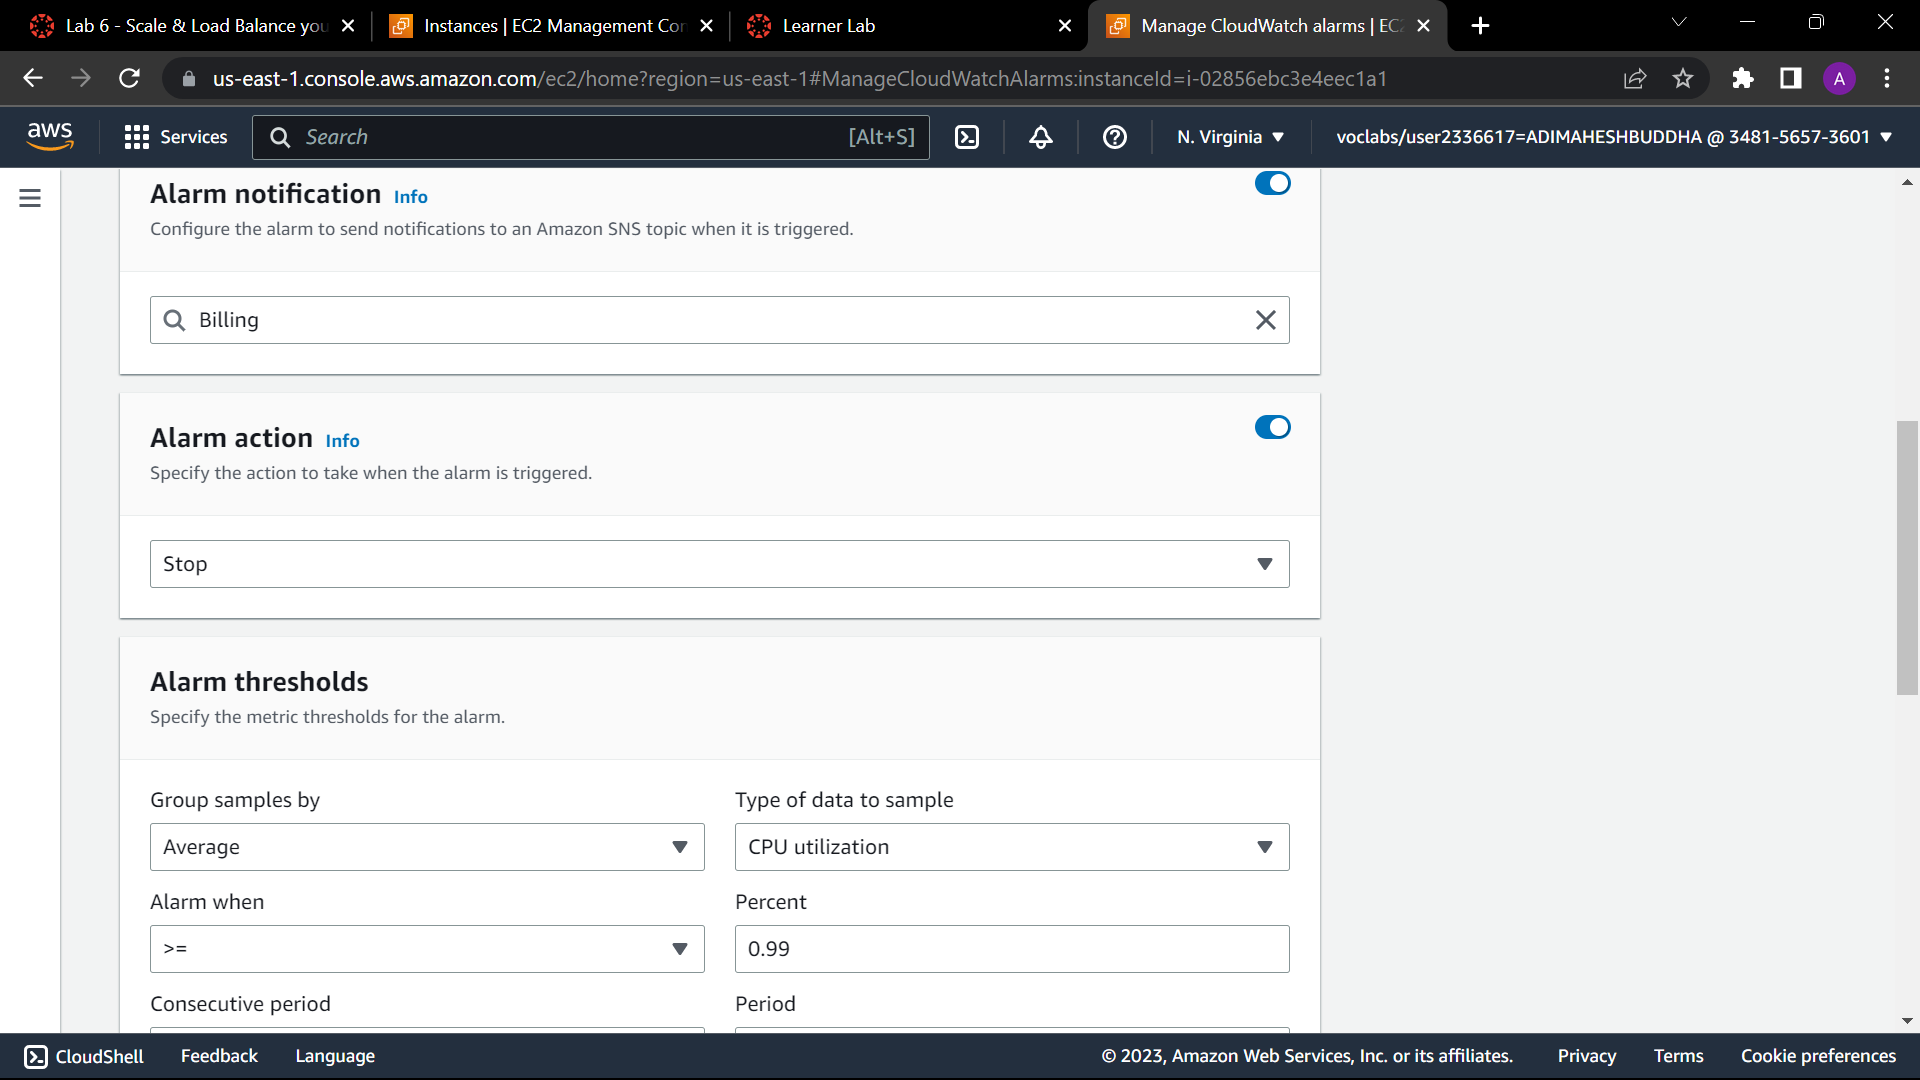 Lab 6 - Scale & Load Balance you
Instances | EC2 Management Con
Learner Lab
Manage CloudWatch alarms | EC2
us-east-1.console.aws.amazon.com/ec2/home?region=us-east-1#ManageCloudWatchAlarms:instanceId=i-02856ebc3e4eec1a1
A
aws
Services
Search
[Alt+S]
N. Virginia
voclabs/user2336617=ADIMAHESHBUDDHA @ 3481-5657-3601
Alarm notification Info
Configure the alarm to send notifications to an Amazon SNS topic when it is triggered.
Billing
Alarm action Info
Specify the action to take when the alarm is triggered.
Stop
Alarm thresholds
Specify the metric thresholds for the alarm.
Group samples by
Type of data to sample
Average
CPU utilization
Alarm when
Percent
>=
0.99
Consecutive period
Period
CloudShell
Feedback
Language
© 2023, Amazon Web Services, Inc. or its affiliates.
Privacy
Terms
Cookie preferences